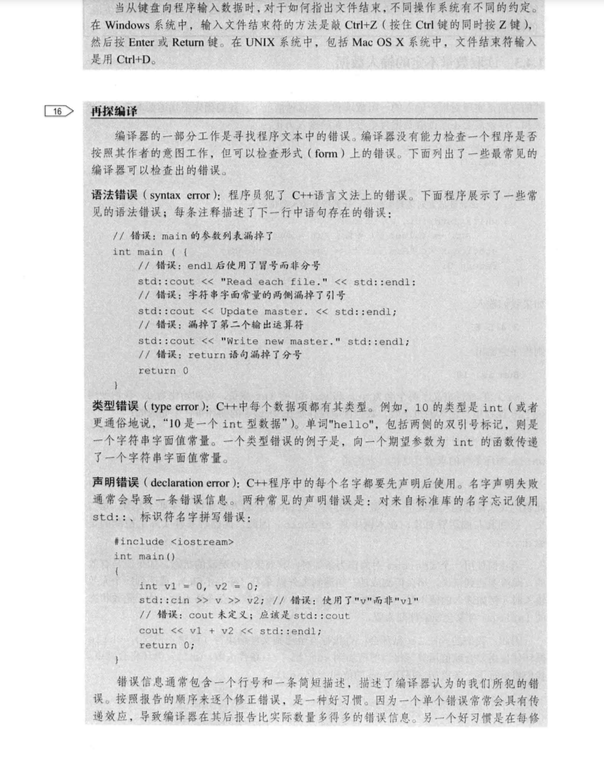 当从键盘向程序输入数据时,对于如何指出文件结束,不同操作系统有不同的约定。
在 Windows 系统中,输入文件结束符的方法是敲 Ctrl+Z(按住 Ctrl 键的同时按 Z 键),
然后按 Enter 或 Return 键。在 UNIX 系统中,包括 Mac OS X 系统中,文件结束符输入
是用 Ctrl+D。
16
再探编译
编译器的一部分工作是寻找程序文本中的错误。编译器没有能力检查一个程序是否
按照其作者的意图工作,但可以检查形式(form)上的错误。下面列出了一些最常见的
编译器可以检查出的错误。
语法错误(syntax error):程序员犯了 C++语言文法上的错误。下面程序展示了一些常
见的语法错误;每条注释描述了下一行中语句存在的错误:
// 错误:main 的参数列表漏掉了
int main ( {
// 错误:endl 后使用了冒号而非分号
std::cout << "Read each file." << std::endl:
// 错误:字符串字面常量的两侧漏掉了引号
std::cout << Update master. << std::endl;
// 错误:漏掉了第二个输出运算符
std::cout << "Write new master." std::endl;
// 错误:return 语句漏掉了分号
return 0
}
类型错误(type error):C++中每个数据项都有其类型。例如,10 的类型是 int(或者
更通俗地说,“10 是一个 int 型数据”)。单词"hello",包括两侧的双引号标记,则是
一个字符串字面值常量。一个类型错误的例子是,向一个期望参数为 int 的函数传递
了一个字符串字面值常量。
声明错误(declaration error):C++程序中的每个名字都要先声明后使用。名字声明失败
通常会导致一条错误信息。两种常见的声明错误是:对来自标准库的名字忘记使用
std::、标识符名字拼写错误:
#include <iostream>
int main()
{
int v1 = 0, v2 = 0;
std::cin >> v >> v2; // 错误:使用了"v"而非"v1"
// 错误:cout 未定义;应该是 std::cout
cout << v1 + v2 << std::endl;
return 0;
}
错误信息通常包含一个行号和一条简短描述,描述了编译器认为的我们所犯的错
误。按照报告的顺序来逐个修正错误,是一种好习惯。因为一个单个错误常常会具有传
递效应,导致编译器在其后报告比实际数量多得多的错误信息。另一个好习惯是在每修